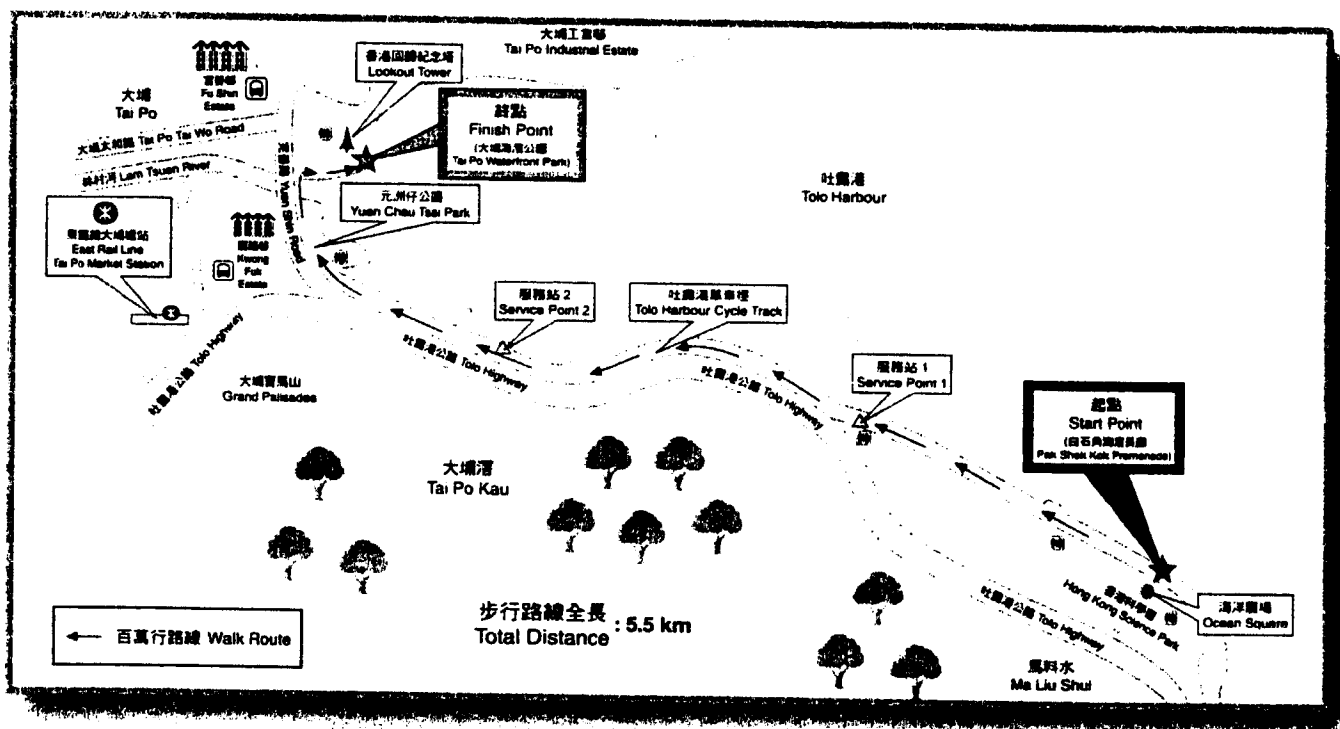 大埔工業邨
Tai Po Industrial Estate
香港回歸紀念塔
Lookout Tower
富善邨
Fu Shin
Estate
大埔
Tai Po
終點
Finish Point
(大埔海濱公園
Tai Po Waterfront Park)
大埔太和路 Tai Po Tai Wo Road
林村河 Lam Tsuen River
元洲仔公園
Yuen Chau Tsai Park
Yuen Shin Road
吐露港
Tolo Harbour
東鐵綫大埔墟站
East Rail Line
Tai Po Market Station
廣福邨
Kwong
Fuk
Estate
服務站 2
Service Point 2
吐露港單車徑
Tolo Harbour Cycle Track
吐露港公路 Tolo Highway
吐露港公路 Tolo Highway
吐露港公路 Tolo Highway
服務站 1
Service Point 1
大埔寶馬山
Grand Palisades
起點
Start Point
(白石角海濱長廊
Pak Shek Kok Promenade)
大埔滘
Tai Po Kau
香港科學園
Hong Kong Science Park
吐露港公路 Tolo Highway
海洋廣場
Ocean Square
步行路線全長
Total Distance : 5.5 km
百萬行路線 Walk Route
馬料水
Ma Liu Shui